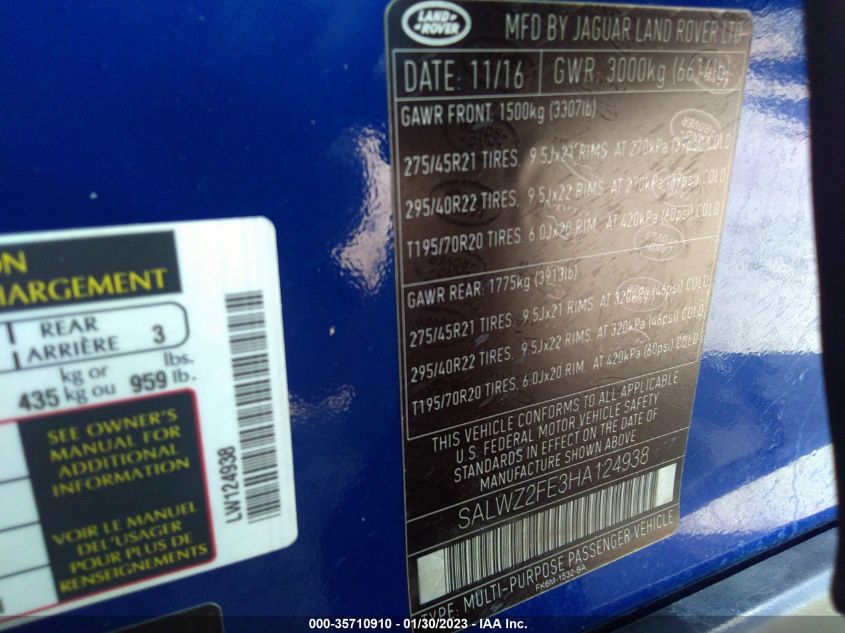 LAND ROVER
MFD BY JAGUAR LAND ROVER LTD
DATE: 11/16 GWR: 3000kg (6614lb)
GAWR FRONT: 1500kg (3307lb)
275/45R21 TIRES. 9.5Jx21 RIMS. AT 270kPa (39psi) COLD
295/40R22 TIRES. 9.5Jx22 RIMS. AT 270kPa (39psi) COLD
T195/70R20 TIRES. 6.0Jx20 RIM. AT 420kPa (60psi) COLD
GAWR REAR: 1775kg (3913lb)
275/45R21 TIRES. 9.5Jx21 RIMS. AT 320kPa (46psi) COLD
295/40R22 TIRES. 9.5Jx22 RIMS. AT 320kPa (46psi) COLD
T195/70R20 TIRES. 6.0Jx20 RIM. AT 420kPa (60psi) COLD
THIS VEHICLE CONFORMS TO ALL APPLICABLE
U.S. FEDERAL MOTOR VEHICLE SAFETY
STANDARDS IN EFFECT ON THE DATE OF
MANUFACTURE SHOWN ABOVE
SALWZ2FE3HA124938
TYPE: MULTI-PURPOSE PASSENGER VEHICLE
FK6M-1532-BA
ON
HARGEMENT
REAR 3
ARRIÈRE
kg or lbs.
435 kg ou 959 lb.
SEE OWNER'S
MANUAL FOR
ADDITIONAL
INFORMATION
VOIR LE MANUEL
DEL'USAGER
POUR PLUS DE
RENSEIGNEMENTS
LW124938
000-35710910 - 01/30/2023 - IAA Inc.